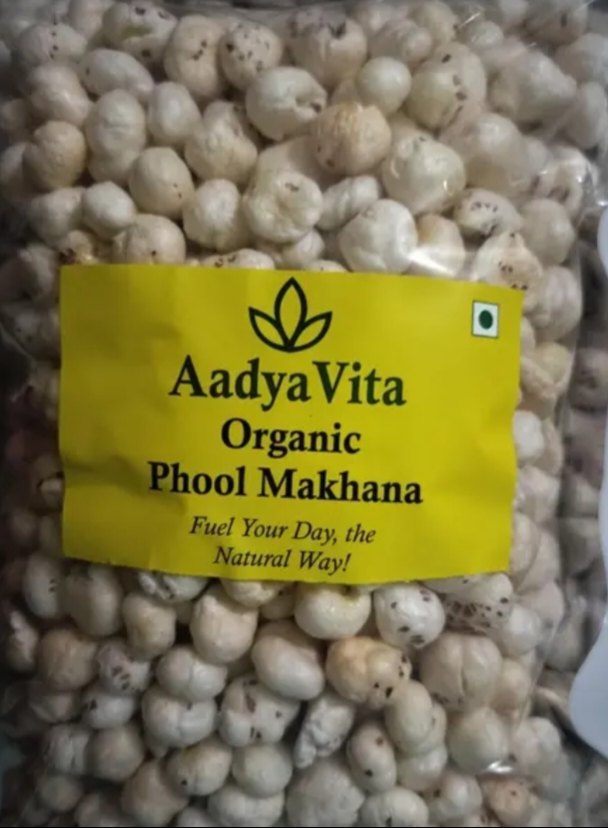 AadyaVita
Organic
Phool Makhana
Fuel Your Day, the
Natural Way!